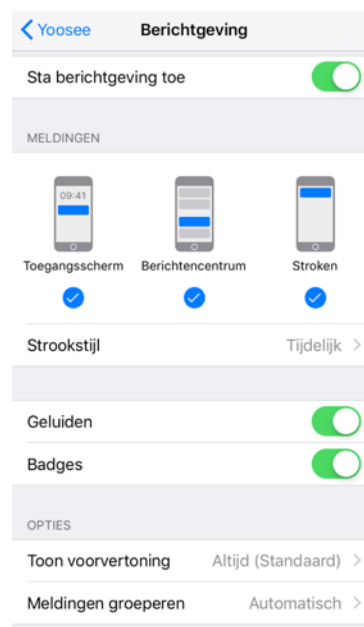 Yoosee Berichtgeving
Sta berichtgeving toe
MELDINGEN
09:41
Toegangsscherm Berichtencentrum Stroken
Strookstijl Tijdelijk
Geluiden
Badges
OPTIES
Toon voorvertoning Altijd (Standaard)
Meldingen groeperen Automatisch